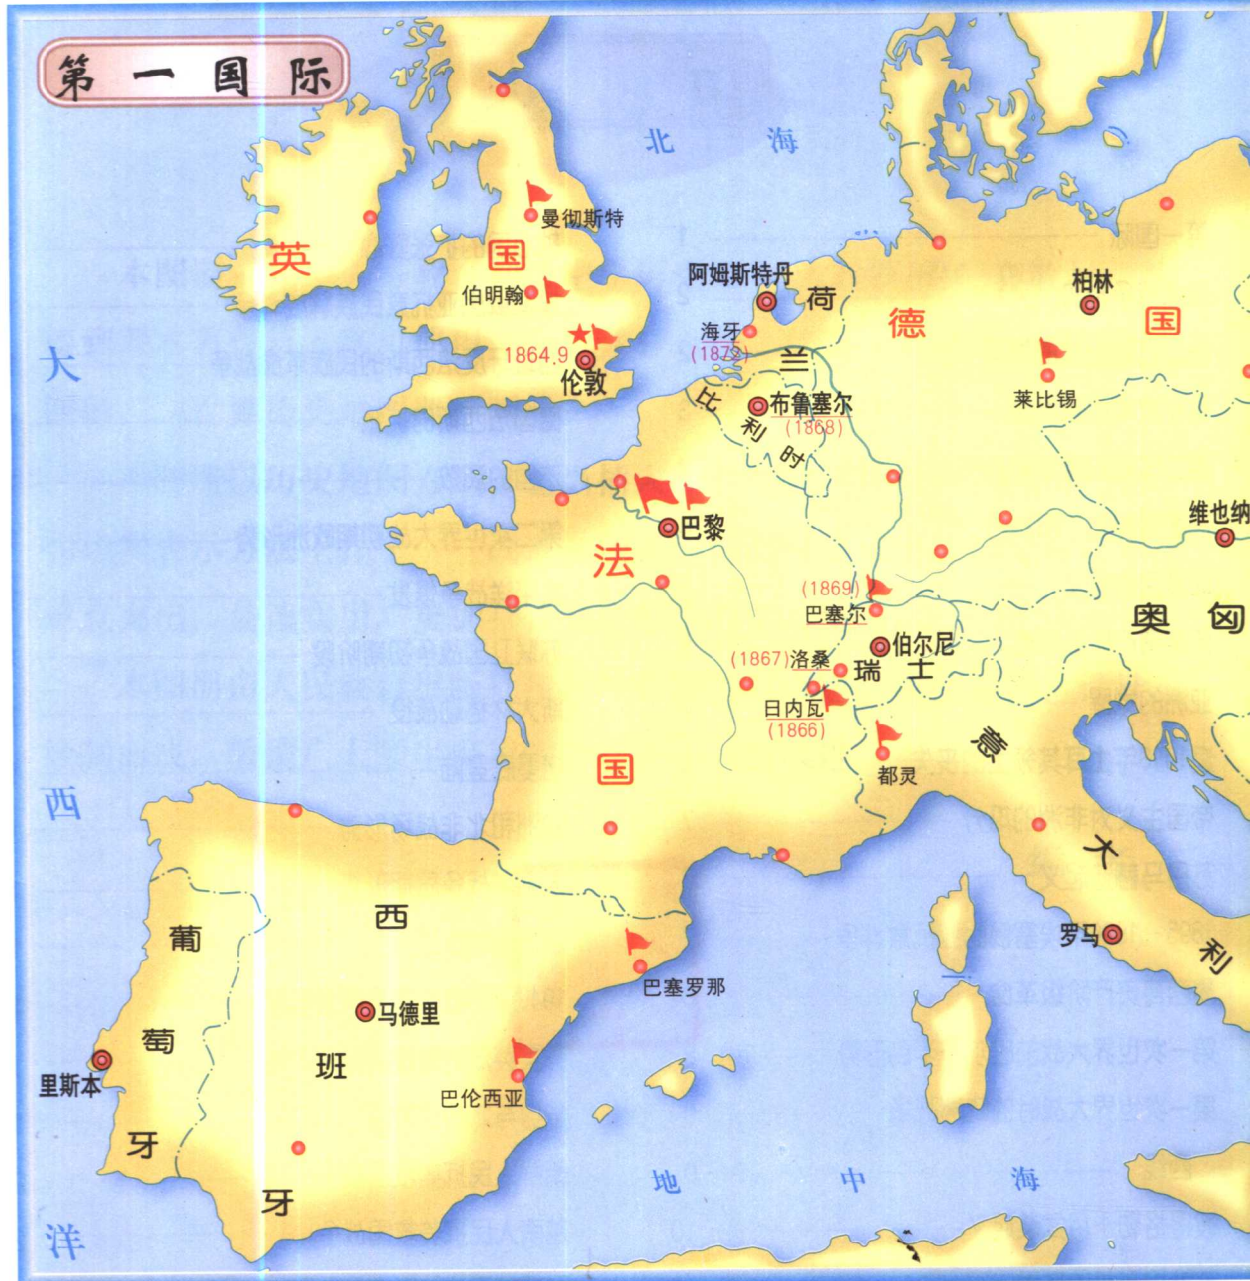 第一国际
北海
曼彻斯特
英国
伯明翰
1864.9
伦敦
阿姆斯特丹
荷兰
海牙
(1872)
柏林
德国
莱比锡
布鲁塞尔
(1868)
比利时
大西洋
巴黎
法国
维也纳
(1869)
巴塞尔
奥匈
伯尔尼
(1867)洛桑
瑞士
日内瓦
(1866)
都灵
意大利
罗马
葡萄牙
西班牙
巴塞罗那
马德里
里斯本
巴伦西亚
地中海